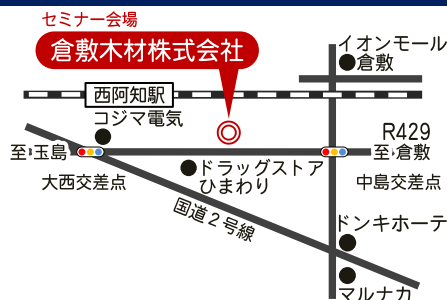 セミナー会場
倉敷木材株式会社
イオンモール
倉敷
西阿知駅
コジマ電気
R429
至・玉島
至・倉敷
ドラッグストア
ひまわり
大西交差点
中島交差点
国道2号線
ドンキホーテ
マルナカ